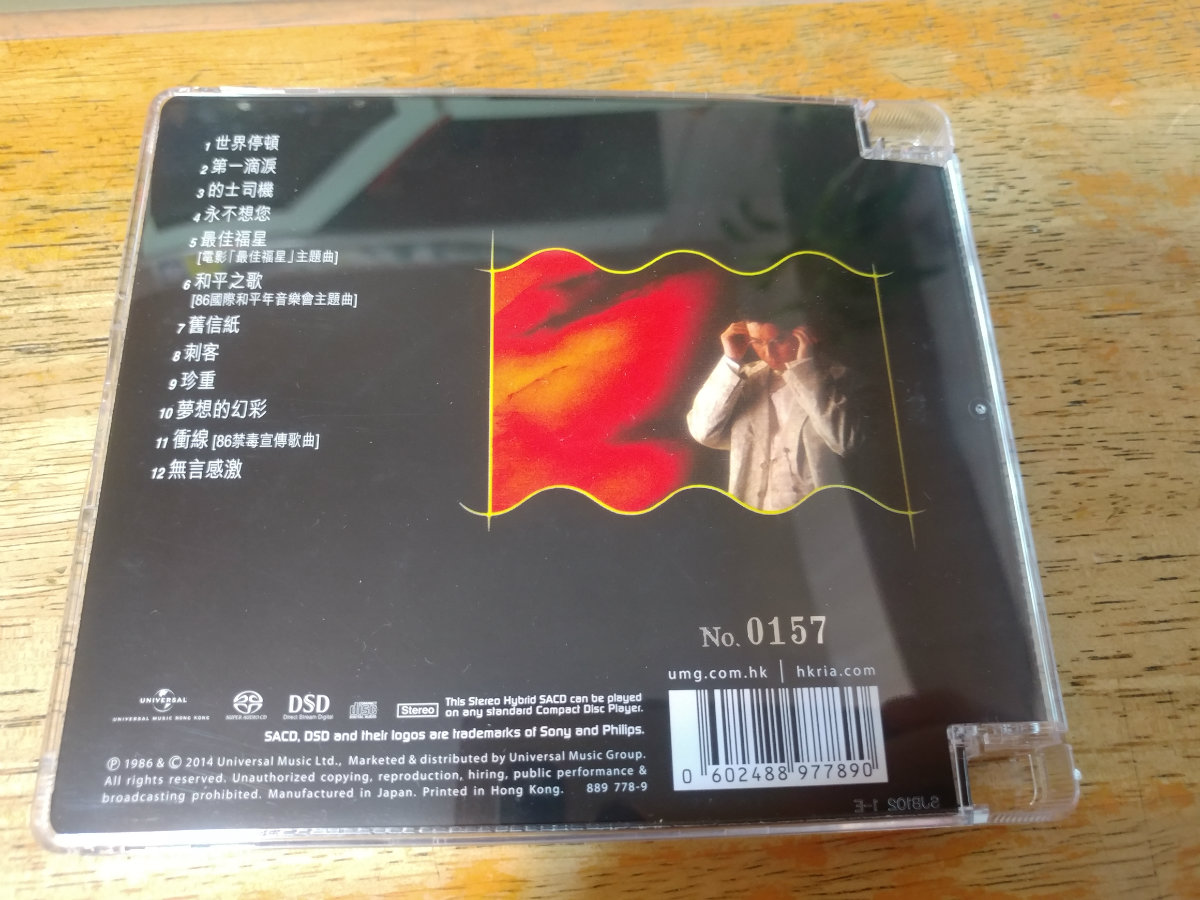 1 世界停頓
2 第一滴淚
3 的士司機
4 永不想您
5 最佳福星
[電影「最佳福星」主題曲]
6 和平之歌
[86國際和平年音樂會主題曲]
7 舊信紙
8 刺客
9 珍重
10 夢想的幻彩
11 衝線 [86禁毒宣傳歌曲]
12 無言感激
No. 0157
umg.com.hk | hkria.com
UNIVERSAL
UNIVERSAL MUSIC HONG KONG
SUPER AUDIO CD
DSD
Direct Stream Digital
disc
DIGITAL AUDIO
Stereo
This Stereo Hybrid SACD can be played
on any standard Compact Disc Player.
SACD, DSD and their logos are trademarks of Sony and Philips.
℗ 1986 & © 2014 Universal Music Ltd., Marketed & distributed by Universal Music Group.
All rights reserved. Unauthorized copying, reproduction, hiring, public performance &
broadcasting prohibited. Manufactured in Japan. Printed in Hong Kong. 889 778-9
0 602488 977890
SJB102 1-E